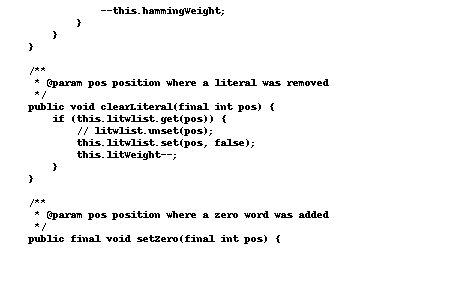 --this.hammingWeight;
}
}
}
/**
* @param pos position where a literal was removed
*/
public void clearLiteral(final int pos) {
if (this.litwlist.get(pos)) {
// litwlist.unset(pos);
this.litwlist.set(pos, false);
this.litWeight--;
}
}
/**
* @param pos position where a zero word was added
*/
public final void setZero(final int pos) {